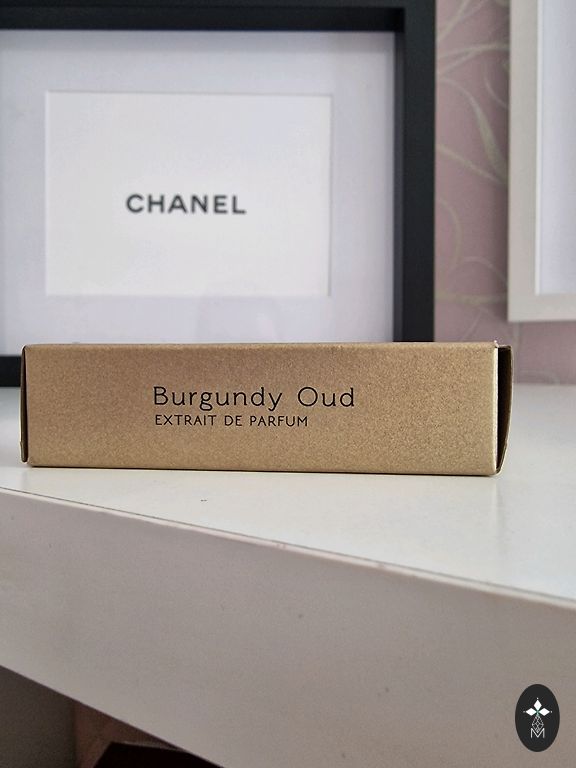 CHANEL
Burgundy Oud
EXTRAIT DE PARFUM
M